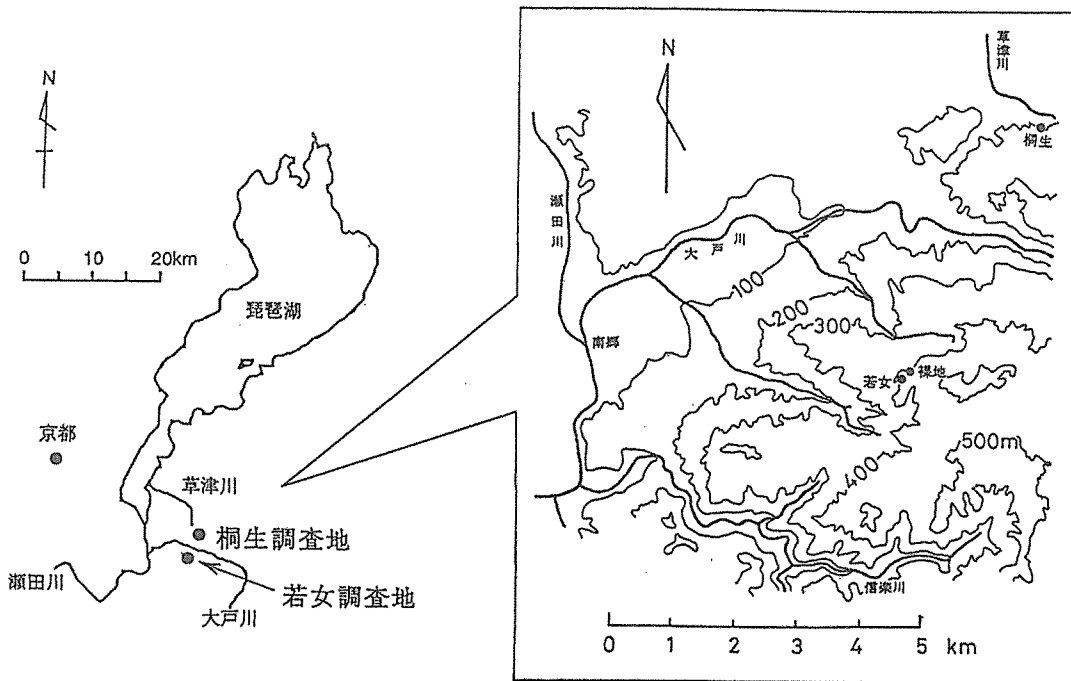 N
0 10 20km
琵琶湖
京都
草津川
桐生調査地
若女調査地
瀬田川
大戸川
N
草津川
桐生
瀬田川
大戸川
100
200
300
南郷
若女
裸地
500m
400
信楽川
0 1 2 3 4 5 km